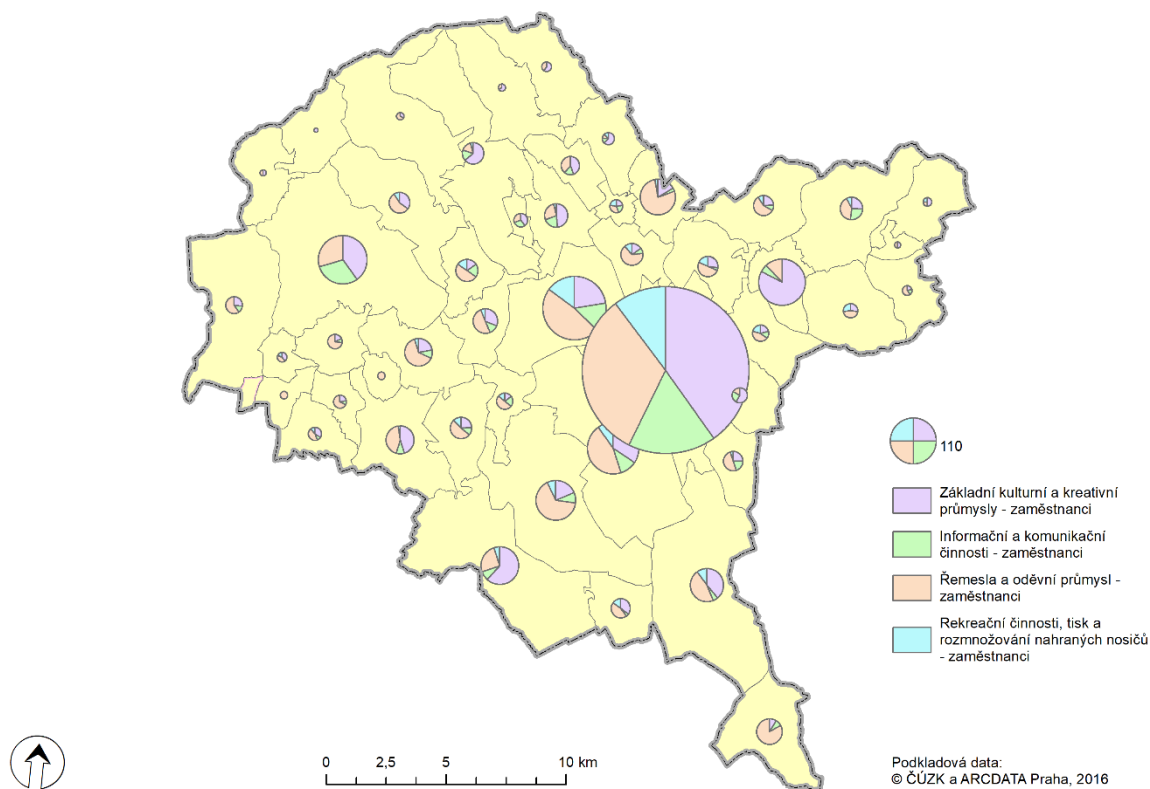 110
Základní kulturní a kreativní
průmysly - zaměstnanci
Informační a komunikační
činnosti - zaměstnanci
Řemesla a oděvní průmysl -
zaměstnanci
Rekreační činnosti, tisk a
rozmnožování nahraných nosičů
- zaměstnanci
0 2,5 5 10 km
Podkladová data:
© ČÚZK a ARCDATA Praha, 2016